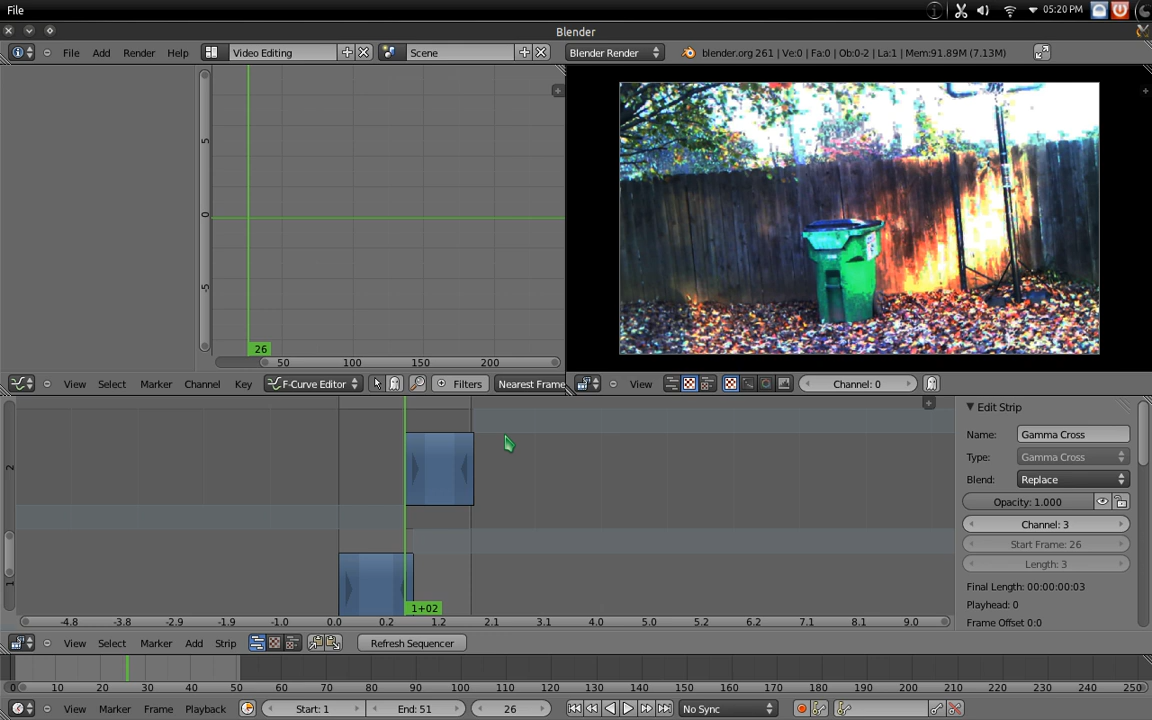 File
05:20 PM
Blender
File Add Render Help Video Editing Scene Blender Render blender.org 261 | Ve:0 | Fa:0 | Ob:0-2 | La:1 | Mem:91.89M (7.13M)
5
0
-5
26
50 100 150 200
View Select Marker Channel Key F-Curve Editor Filters Nearest Frame
View Channel: 0
2
1
1+02
-4.8 -3.8 -2.9 -1.9 -1.0 0.0 0.2 1.2 2.1 3.1 4.0 5.0 5.2 6.2 7.1 8.1 9.0
Edit Strip
Name: Gamma Cross
Type: Gamma Cross
Blend: Replace
Opacity: 1.000
Channel: 3
Start Frame: 26
Length: 3
Final Length: 00:00:00:03
Playhead: 0
Frame Offset 0:0
View Select Marker Add Strip Refresh Sequencer
0 10 20 30 40 50 60 70 80 90 100 110 120 130 140 150 160 170 180 190 200 210 220 230 240 250
View Marker Frame Playback Start: 1 End: 51 26 No Sync